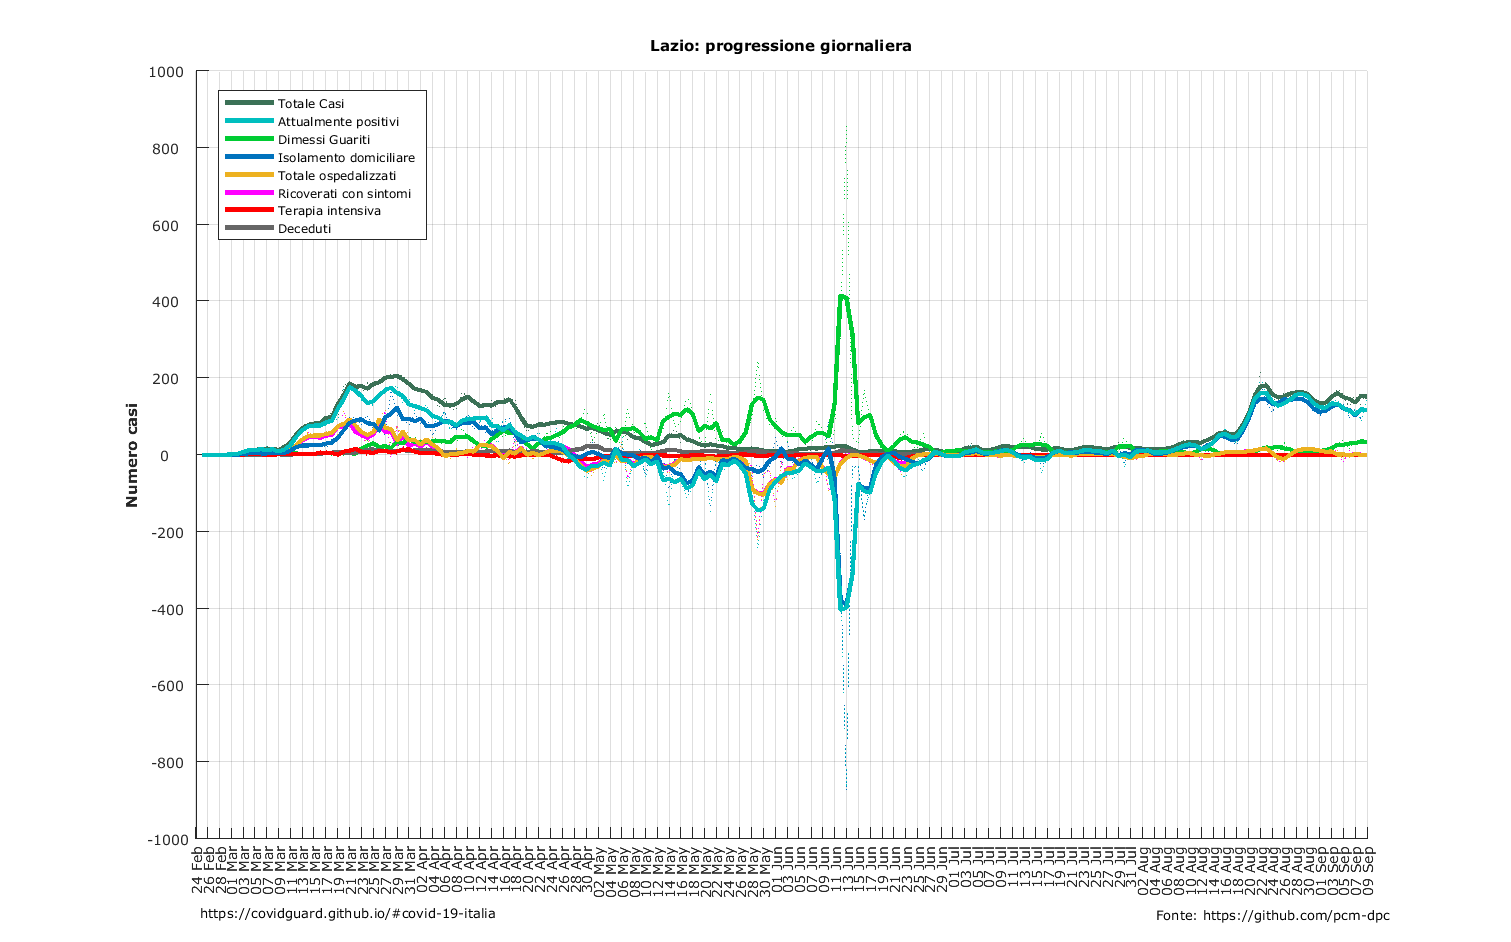 Lazio: progressione giornaliera
1000
800
600
400
200
0
-200
-400
-600
-800
-1000
Numero casi
Totale Casi
Attualmente positivi
Dimessi Guariti
Isolamento domiciliare
Totale ospedalizzati
Ricoverati con sintomi
Terapia intensiva
Deceduti
24 Feb
26 Feb
28 Feb
01 Mar
03 Mar
05 Mar
07 Mar
09 Mar
11 Mar
13 Mar
15 Mar
17 Mar
19 Mar
21 Mar
23 Mar
25 Mar
27 Mar
29 Mar
31 Mar
02 Apr
04 Apr
06 Apr
08 Apr
10 Apr
12 Apr
14 Apr
16 Apr
18 Apr
20 Apr
22 Apr
24 Apr
26 Apr
28 Apr
30 Apr
02 May
04 May
06 May
08 May
10 May
12 May
14 May
16 May
18 May
20 May
22 May
24 May
26 May
28 May
30 May
01 Jun
03 Jun
05 Jun
07 Jun
09 Jun
11 Jun
13 Jun
15 Jun
17 Jun
19 Jun
21 Jun
23 Jun
25 Jun
27 Jun
29 Jun
01 Jul
03 Jul
05 Jul
07 Jul
09 Jul
11 Jul
13 Jul
15 Jul
17 Jul
19 Jul
21 Jul
23 Jul
25 Jul
27 Jul
29 Jul
31 Jul
02 Aug
04 Aug
06 Aug
08 Aug
10 Aug
12 Aug
14 Aug
16 Aug
18 Aug
20 Aug
22 Aug
24 Aug
26 Aug
28 Aug
30 Aug
01 Sep
03 Sep
05 Sep
07 Sep
09 Sep
https://covidguard.github.io/#covid-19-italia
Fonte: https://github.com/pcm-dpc